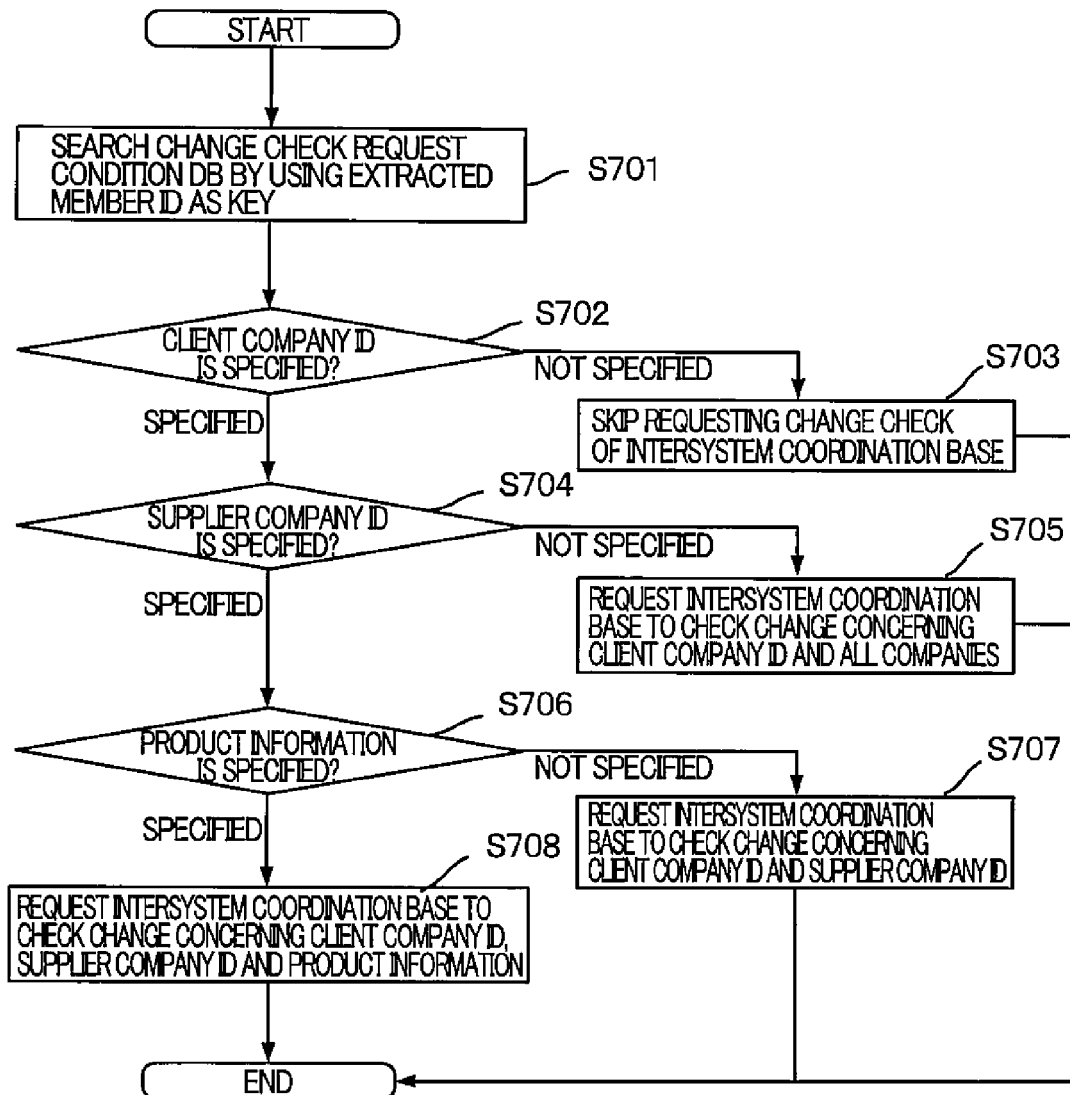 START
SEARCH CHANGE CHECK REQUEST
CONDITION DB BY USING EXTRACTED
MEMBER ID AS KEY
S701
CLIENT COMPANY ID
IS SPECIFIED?
S702
NOT SPECIFIED
SPECIFIED
S703
SKIP REQUESTING CHANGE CHECK
OF INTERSYSTEM COORDINATION BASE
SUPPLIER COMPANY ID
IS SPECIFIED?
S704
NOT SPECIFIED
SPECIFIED
S705
REQUEST INTERSYSTEM COORDINATION
BASE TO CHECK CHANGE CONCERNING
CLIENT COMPANY ID AND ALL COMPANIES
PRODUCT INFORMATION
IS SPECIFIED?
S706
NOT SPECIFIED
SPECIFIED
S707
REQUEST INTERSYSTEM COORDINATION
BASE TO CHECK CHANGE CONCERNING
CLIENT COMPANY ID AND SUPPLIER COMPANY ID
S708
REQUEST INTERSYSTEM COORDINATION BASE TO
CHECK CHANGE CONCERNING CLIENT COMPANY ID,
SUPPLIER COMPANY ID AND PRODUCT INFORMATION
END